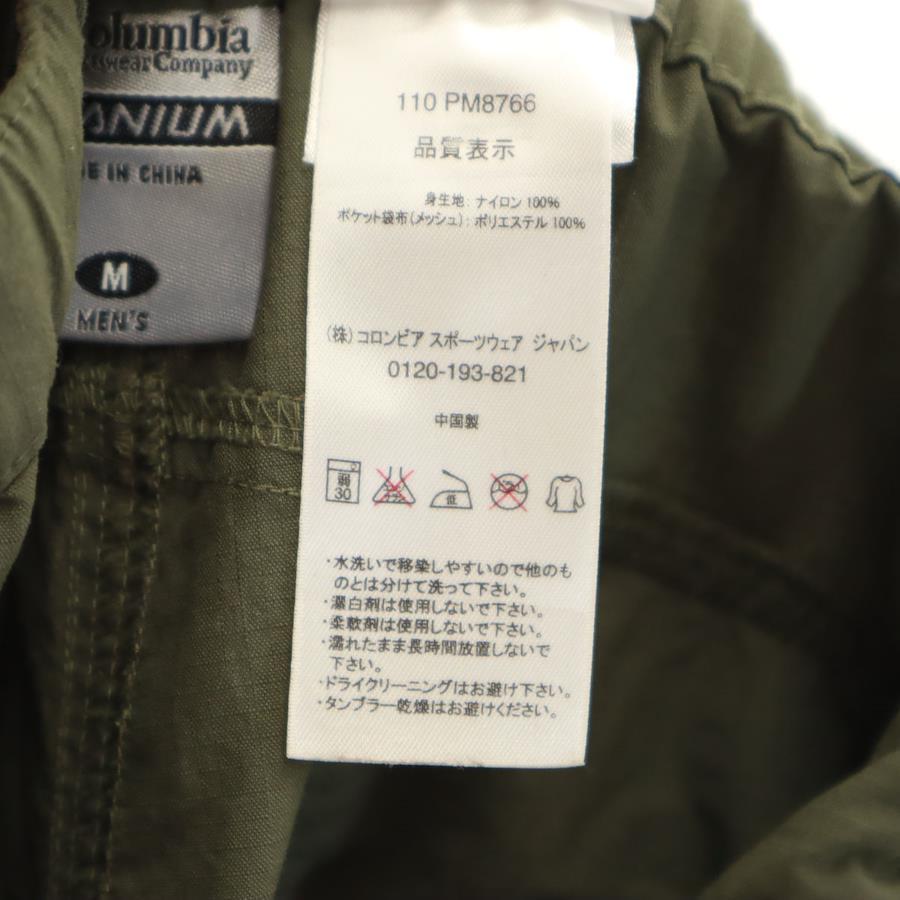 olumbia
swearCompany
ANIUM
E IN CHINA
M
MEN'S
110 PM8766
品質表示
身生地: ナイロン 100%
ポケット袋布(メッシュ): ポリエステル 100%
(株) コロンビア スポーツウェア ジャパン
0120-193-821
中国製
弱
30
低
・水洗いで移染しやすいので他のも
のとは分けて洗って下さい。
・漂白剤は使用しないで下さい。
・柔軟剤は使用しないで下さい。
・濡れたまま長時間放置しないで
下さい。
・ドライクリーニングはお避け下さい。
・タンブラー乾燥はお避けください。